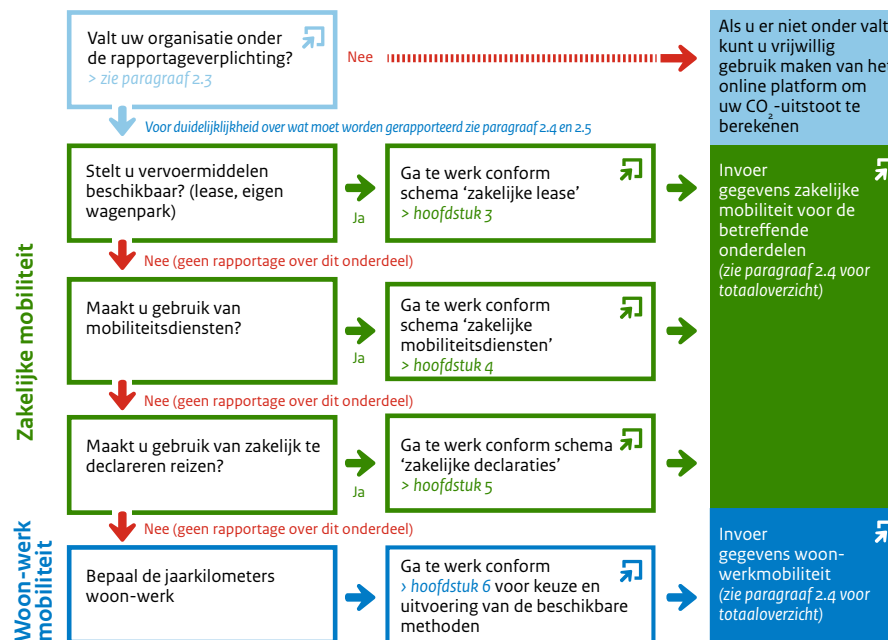 Valt uw organisatie onder
de rapportageverplichting?
> zie paragraaf 2.3
Nee
Als u er niet onder valt
kunt u vrijwillig
gebruik maken van het
online platform om
uw CO₂-uitstoot te
berekenen
Voor duidelijklijkheid over wat moet worden gerapporteerd zie paragraaf 2.4 en 2.5
Zakelijke mobiliteit
Stelt u vervoermiddelen
beschikbaar? (lease, eigen
wagenpark)
Ja
Ga te werk conform
schema ‘zakelijke lease’
> hoofdstuk 3
Invoer
gegevens zakelijke
mobiliteit voor de
betreffende
onderdelen
(zie paragraaf 2.4 voor
totaaloverzicht)
Nee (geen rapportage over dit onderdeel)
Maakt u gebruik van
mobiliteitsdiensten?
Ja
Ga te werk conform
schema ‘zakelijke
mobiliteitsdiensten’
> hoofdstuk 4
Nee (geen rapportage over dit onderdeel)
Maakt u gebruik van zakelijk te
declareren reizen?
Ja
Ga te werk conform schema
‘zakelijke declaraties’
> hoofdstuk 5
Nee (geen rapportage over dit onderdeel)
Woon-werk
mobiliteit
Bepaal de jaarkilometers
woon-werk
Ga te werk conform
› hoofdstuk 6 voor keuze en
uitvoering van de beschikbare
methoden
Invoer
gegevens woon-
werkmobiliteit
(zie paragraaf 2.4 voor
totaaloverzicht)